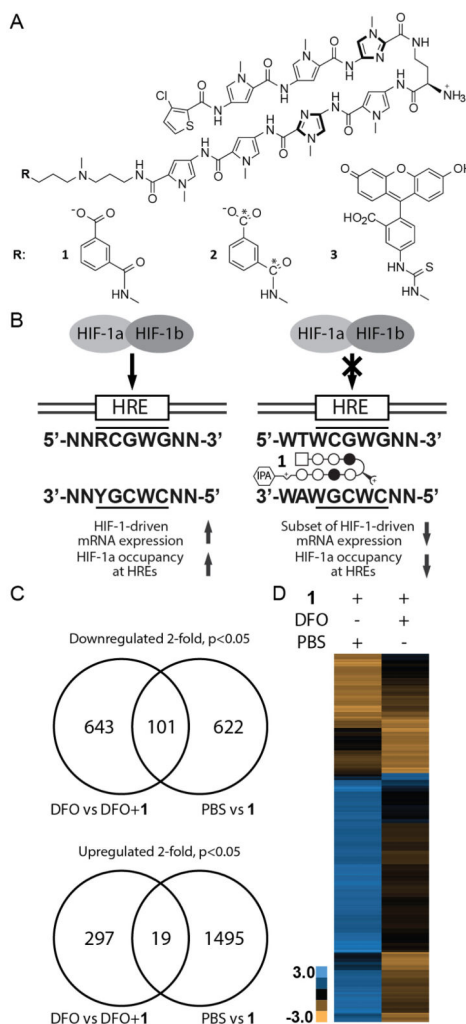 A
Cl
S
O
N
H
N
O
N
H
N
O
N
H
N
N
O
NH
O
NH3
+
R
N
N
H
O
N
H
N
O
N
H
N
N
O
N
H
N
O
R:
1
-O
O
O
HN
2
-O
C
*
O
C
*
O
HN
3
O
O
OH
HO2C
HN
S
HN
B
HIF-1a HIF-1b
HIF-1a HIF-1b
HRE
HRE
5'-NNRCGWGNN-3'
5'-WTWCGWGNN-3'
1
IPA
+
3'-NNYGCWCNN-5'
3'-WAWGCWCNN-5'
HIF-1-driven
mRNA expression
HIF-1a occupancy
at HREs
Subset of HIF-1-driven
mRNA expression
HIF-1a occupancy
at HREs
C
Downregulated 2-fold, p<0.05
643 101 622
DFO vs DFO+1 PBS vs 1
Upregulated 2-fold, p<0.05
297 19 1495
DFO vs DFO+1 PBS vs 1
D
1 + +
DFO - +
PBS + -
3.0
-3.0